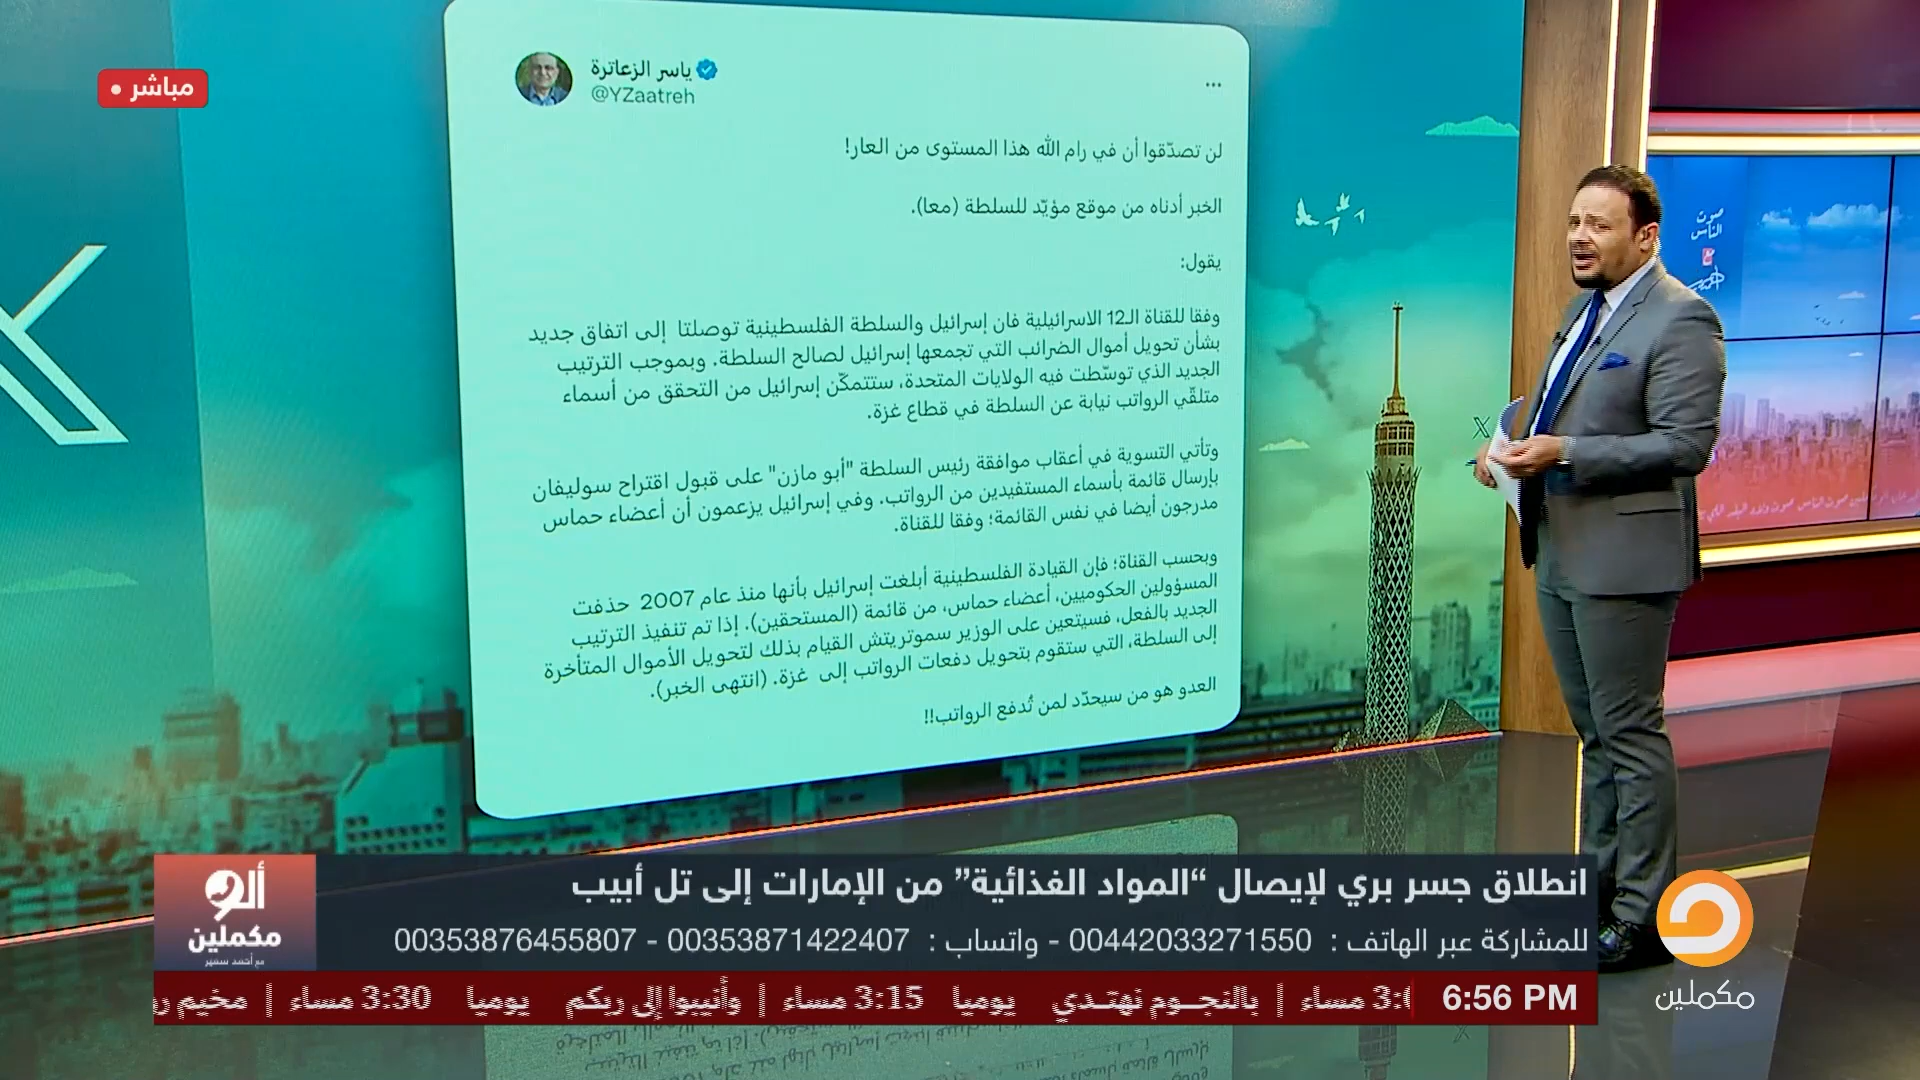 مباشر
ياسر الزعاترة
@YZaatreh
لن تصدّقوا أن في رام الله هذا المستوى من العار!
الخبر أدناه من موقع مؤيّد للسلطة (معا).
يقول:
وفقا للقناة الـ12 الاسرائيلية فان إسرائيل والسلطة الفلسطينية توصلتا إلى اتفاق جديد
بشأن تحويل أموال الضرائب التي تجمعها إسرائيل لصالح السلطة. وبموجب الترتيب
الجديد الذي توسّطت فيه الولايات المتحدة، ستتمكّن إسرائيل من التحقق من أسماء
متلقّي الرواتب نيابة عن السلطة في قطاع غزة.
وتأتي التسوية في أعقاب موافقة رئيس السلطة "أبو مازن" على قبول اقتراح سوليفان
بإرسال قائمة بأسماء المستفيدين من الرواتب. وفي إسرائيل يزعمون أن أعضاء حماس
مدرجون أيضا في نفس القائمة؛ وفقا للقناة.
وبحسب القناة؛ فإن القيادة الفلسطينية أبلغت إسرائيل بأنها منذ عام 2007 حذفت
المسؤولين الحكوميين، أعضاء حماس، من قائمة (المستحقين). إذا تم تنفيذ الترتيب
الجديد بالفعل، فسيتعين على الوزير سموتريتش القيام بذلك لتحويل الأموال المتأخرة
إلى السلطة، التي ستقوم بتحويل دفعات الرواتب إلى غزة. (انتهى الخبر).
العدو هو من سيحدّد لمن تُدفع الرواتب!!
صوت
الناس
انطلاق جسر بري لإيصال “المواد الغذائية” من الإمارات إلى تل أبيب
للمشاركة عبر الهاتف : 00442033271550 - واتساب : 00353871422407 - 00353876455807
ألو
مكملين
مع أحمد سمير
6:56 PM
مساء | بالنجوم نهتدي يوميا 3:15 مساء | وأنيبوا إلى ربكم يوميا 3:30 مساء | مخيم
مكملين